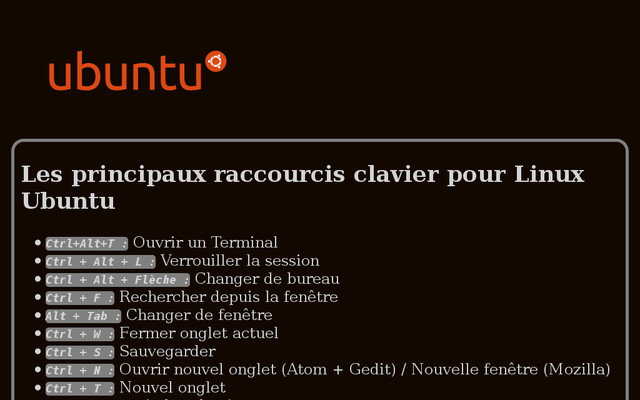 ubuntu
Les principaux raccourcis clavier pour Linux
Ubuntu
Ctrl+Alt+T : Ouvrir un Terminal
Ctrl + Alt + L : Verrouiller la session
Ctrl + Alt + Flèche : Changer de bureau
Ctrl + F : Rechercher depuis la fenêtre
Alt + Tab : Changer de fenêtre
Ctrl + W : Fermer onglet actuel
Ctrl + S : Sauvegarder
Ctrl + N : Ouvrir nouvel onglet (Atom + Gedit) / Nouvelle fenêtre (Mozilla)
Ctrl + T : Nouvel onglet